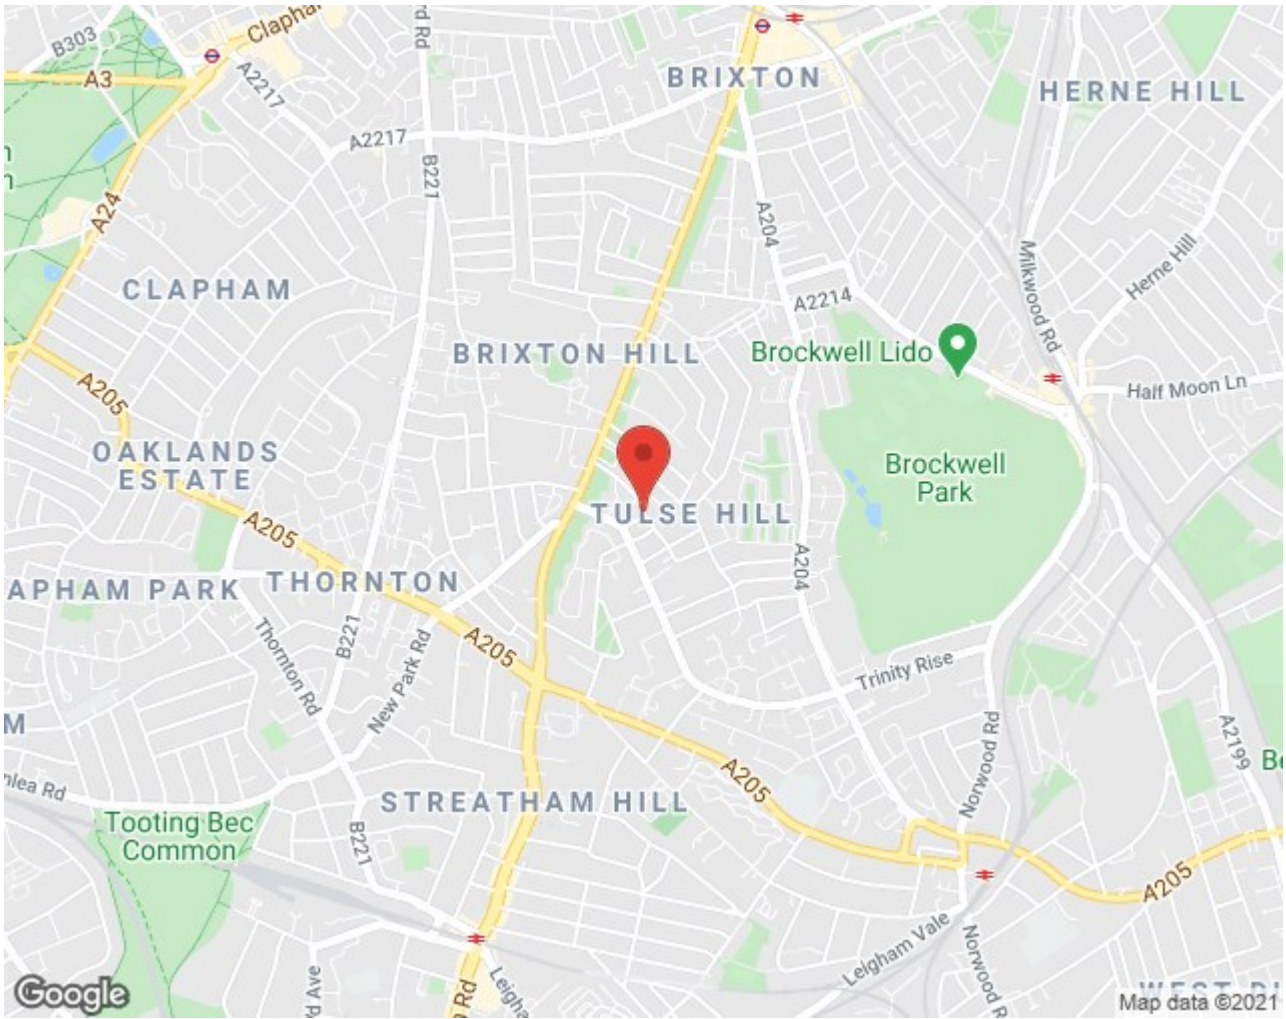 B303
Clapha
rd Rd
BRIXTON
HERNE HILL
A3
A2217
A2217
B221
A24
A204
Milkwood Rd
Herne Hill
CLAPHAM
A2214
BRIXTON HILL
Brockwell Lido
Half Moon Ln
A205
OAKLANDS
ESTATE
Brockwell
Park
TULSE HILL
A205
A204
APHAM PARK
THORNTON
B221
Thornton Rd
New Park Rd
A205
Trinity Rise
M
Norwood Rd
A2199
nlea Rd
A205
Be
STREATHAM HILL
Tooting Bec
Common
B221
A205
Leigham Vale
Norwood R
d Ave
g Rd
Leigha
Google
Map data ©2021